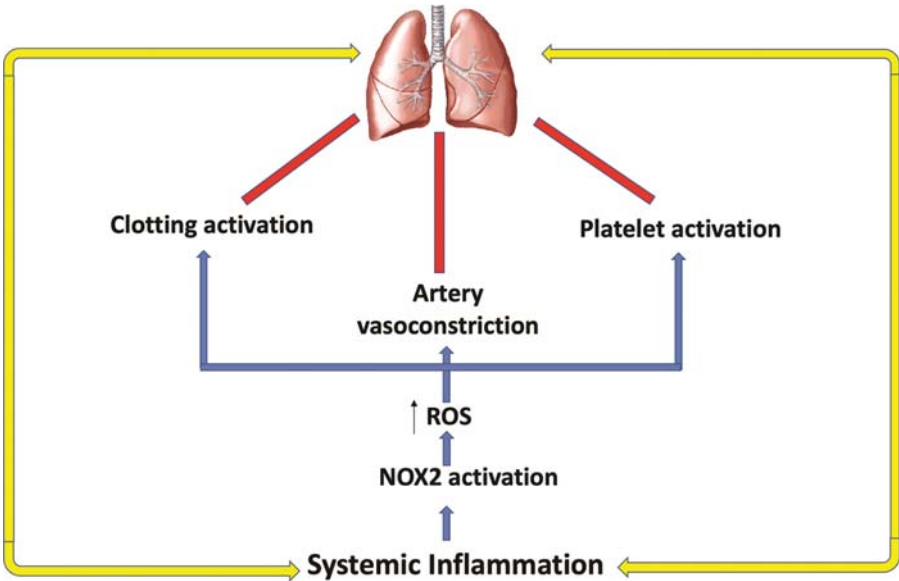 Clotting activation
Platelet activation
Artery
vasoconstriction
↑ ROS
NOX2 activation
Systemic Inflammation